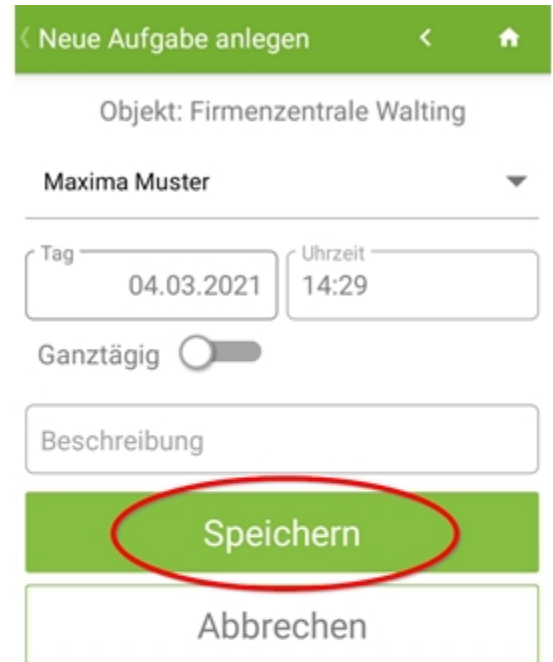 Neue Aufgabe anlegen
Objekt: Firmenzentrale Walting
Maxima Muster
Tag
04.03.2021
Uhrzeit
14:29
Ganztägig
Beschreibung
Speichern
Abbrechen